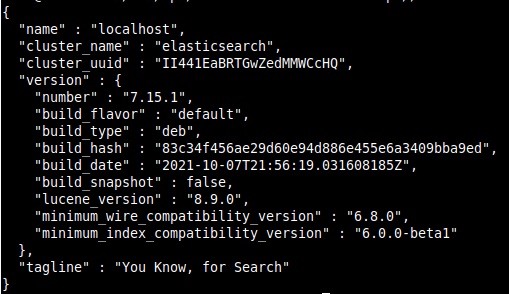 {
  "name" : "localhost",
  "cluster_name" : "elasticsearch",
  "cluster_uuid" : "II441EaBRTGwZedMMWCcHQ",
  "version" : {
    "number" : "7.15.1",
    "build_flavor" : "default",
    "build_type" : "deb",
    "build_hash" : "83c34f456ae29d60e94d886e455e6a3409bba9ed",
    "build_date" : "2021-10-07T21:56:19.031608185Z",
    "build_snapshot" : false,
    "lucene_version" : "8.9.0",
    "minimum_wire_compatibility_version" : "6.8.0",
    "minimum_index_compatibility_version" : "6.0.0-beta1"
  },
  "tagline" : "You Know, for Search"
}